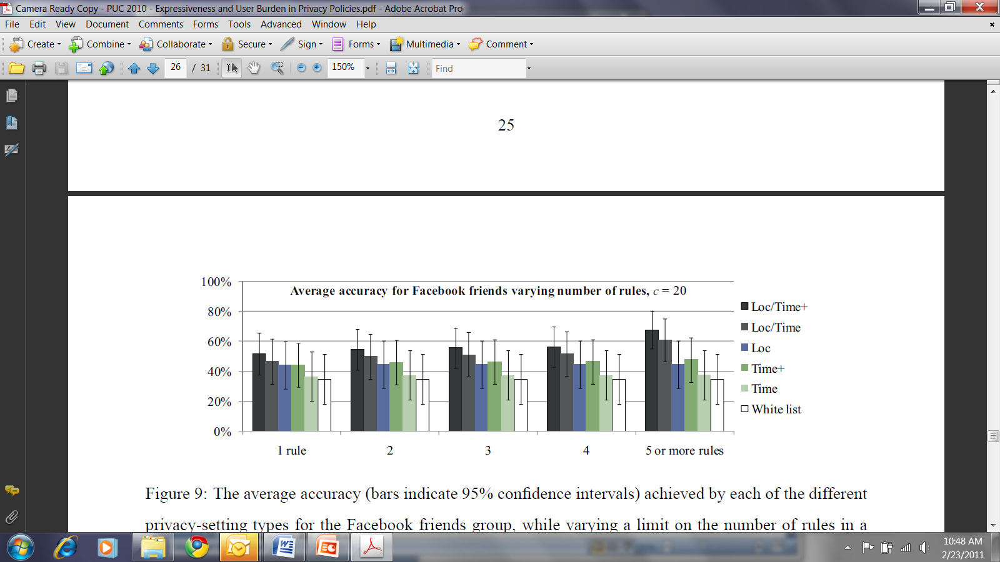 Camera Ready Copy - PUC 2010 - Expressiveness and User Burden in Privacy Policies.pdf - Adobe Acrobat Pro
File Edit View Document Comments Forms Tools Advanced Window Help
Create Combine Collaborate Secure Sign Forms Multimedia Comment
26 / 31 150% Find
25
Average accuracy for Facebook friends varying number of rules, c = 20
100%
80%
60%
40%
20%
0%
1 rule 2 3 4 5 or more rules
Loc/Time+
Loc/Time
Loc
Time+
Time
White list
Figure 9: The average accuracy (bars indicate 95% confidence intervals) achieved by each of the different
privacy-setting types for the Facebook friends group, while varying a limit on the number of rules in a
10:48 AM
2/23/2011